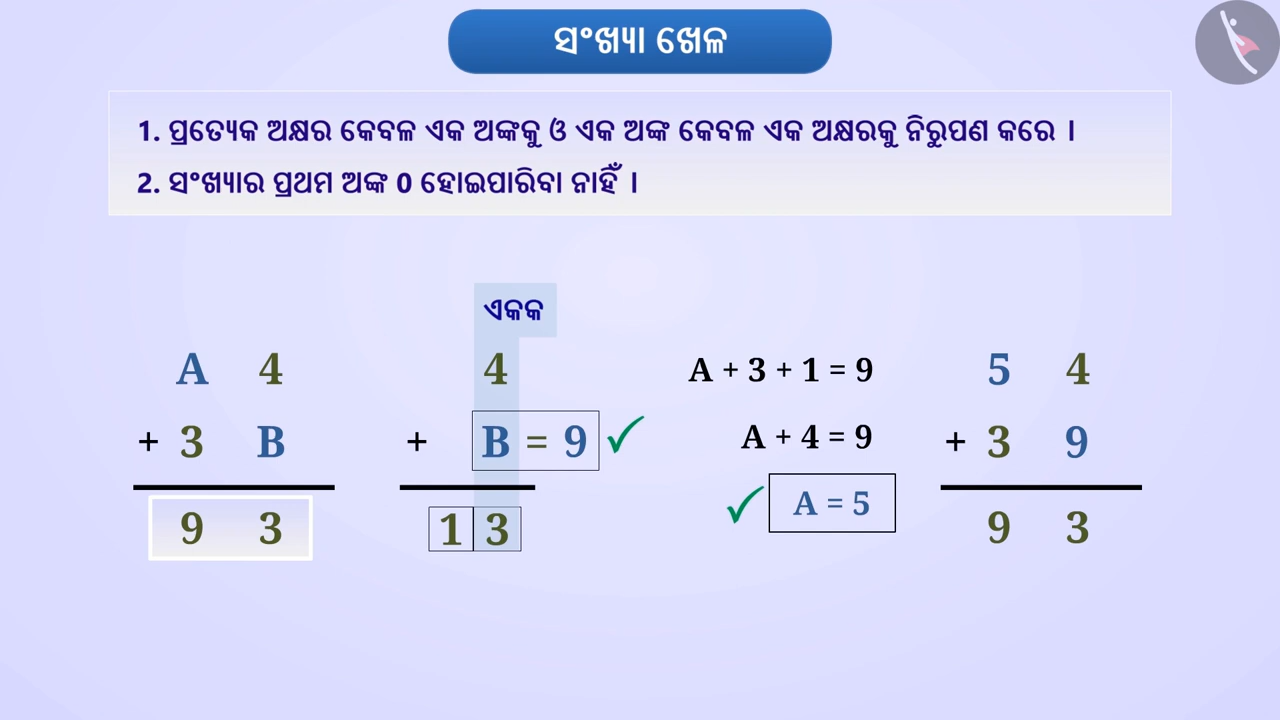 ସଂଖ୍ୟା ଖେଳ
1. ପ୍ରତ୍ୟେକ ଅକ୍ଷର କେବଳ ଏକ ଅଙ୍କକୁ ଓ ଏକ ଅଙ୍କ କେବଳ ଏକ ଅକ୍ଷରକୁ ନିରୁପଣ କରେ ।
2. ସଂଖ୍ୟାର ପ୍ରଥମ ଅଙ୍କ 0 ହୋଇପାରିବା ନାହିଁ ।
A 4
+ 3 B
9 3
ଏକକ
4
+ B = 9
1 3
A + 3 + 1 = 9
A + 4 = 9
A = 5
5 4
+ 3 9
9 3